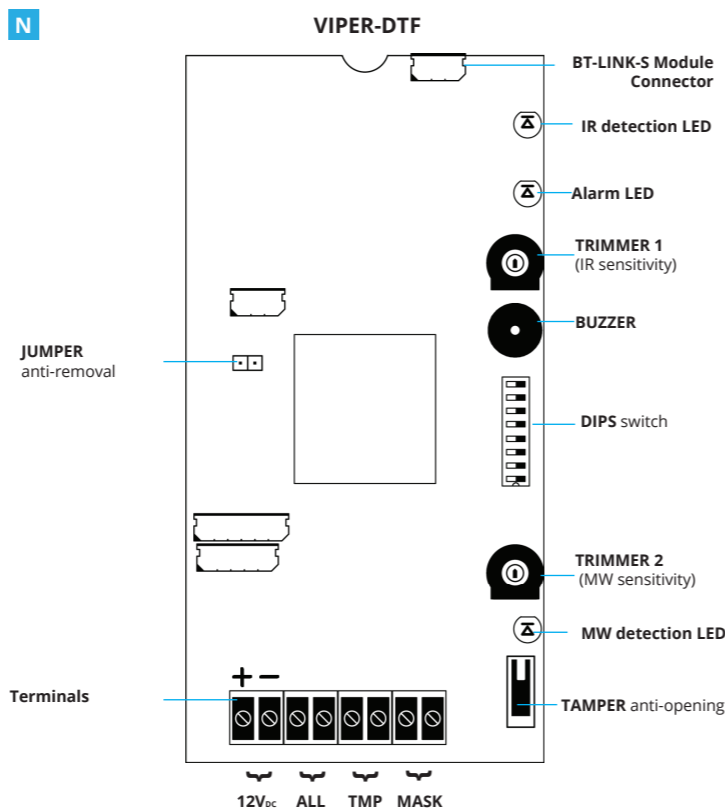 N
VIPER-DTF
BT-LINK-S Module
Connector
IR detection LED
Alarm LED
TRIMMER 1
(IR sensitivity)
BUZZER
JUMPER
anti-removal
DIPS switch
TRIMMER 2
(MW sensitivity)
MW detection LED
+ −
Terminals
TAMPER anti-opening
12VDC ALL TMP MASK